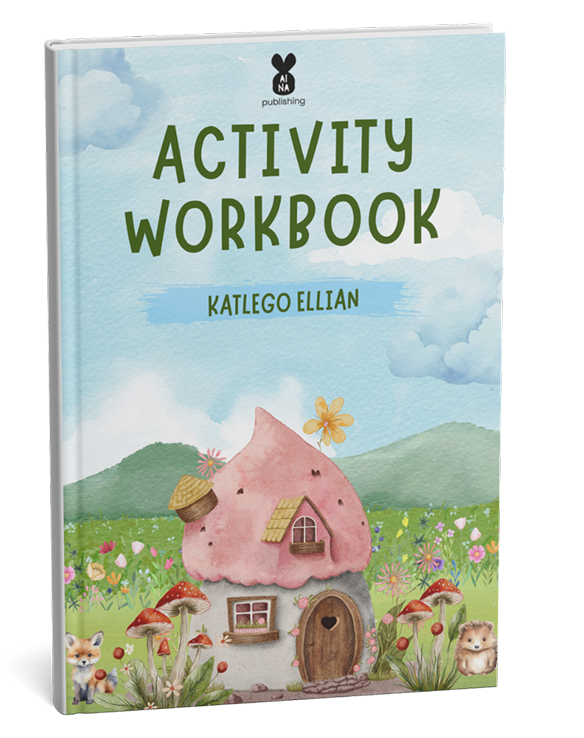 AI
NA
publishing
ACTIVITY
WORKBOOK
KATLEGO ELLIAN